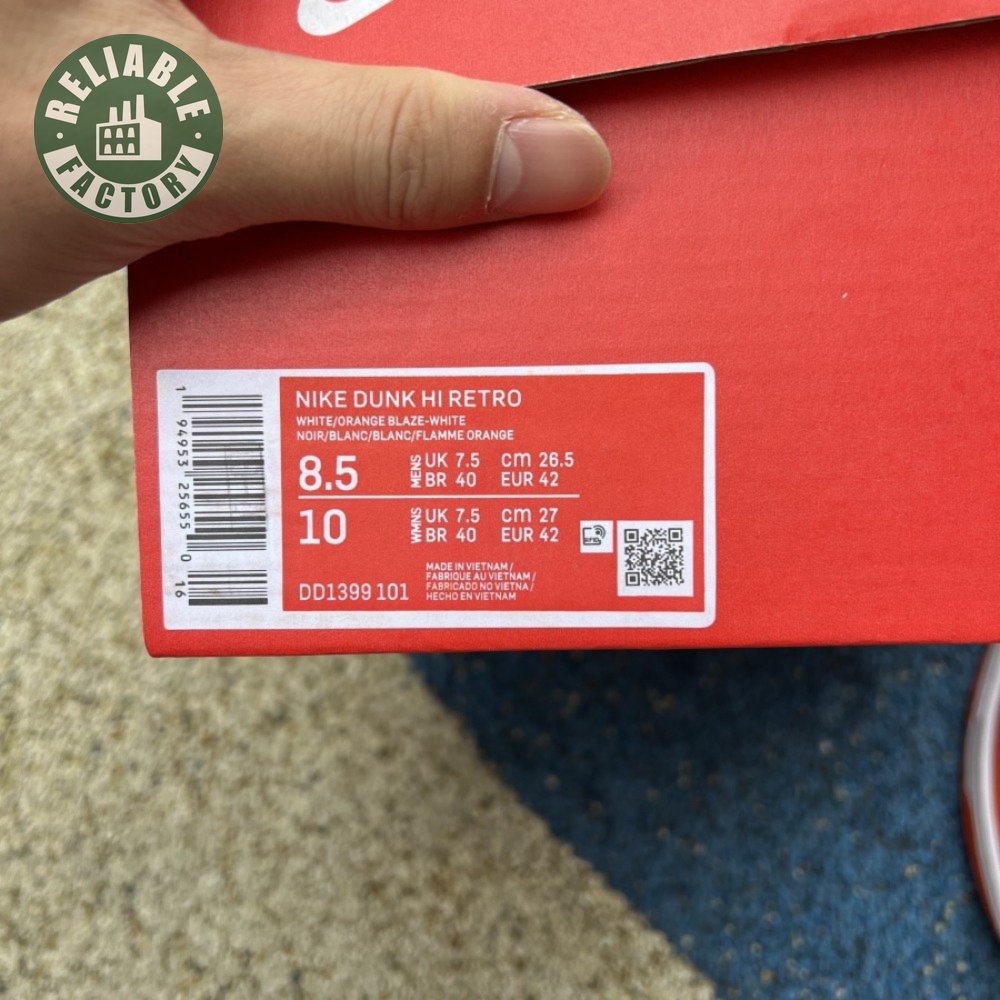 RELIABLE
FACTORY
NIKE DUNK HI RETRO
WHITE/ORANGE BLAZE-WHITE
NOIR/BLANC/BLANC/FLAMME ORANGE
8.5 MENS UK 7.5 CM 26.5
BR 40 EUR 42
10 WMNS UK 7.5 CM 27
BR 40 EUR 42
MADE IN VIETNAM /
FABRIQUE AU VIETNAM /
FABRICADO NO VIETNA /
HECHO EN VIETNAM
DD1399 101
1 94953 25655 0 16